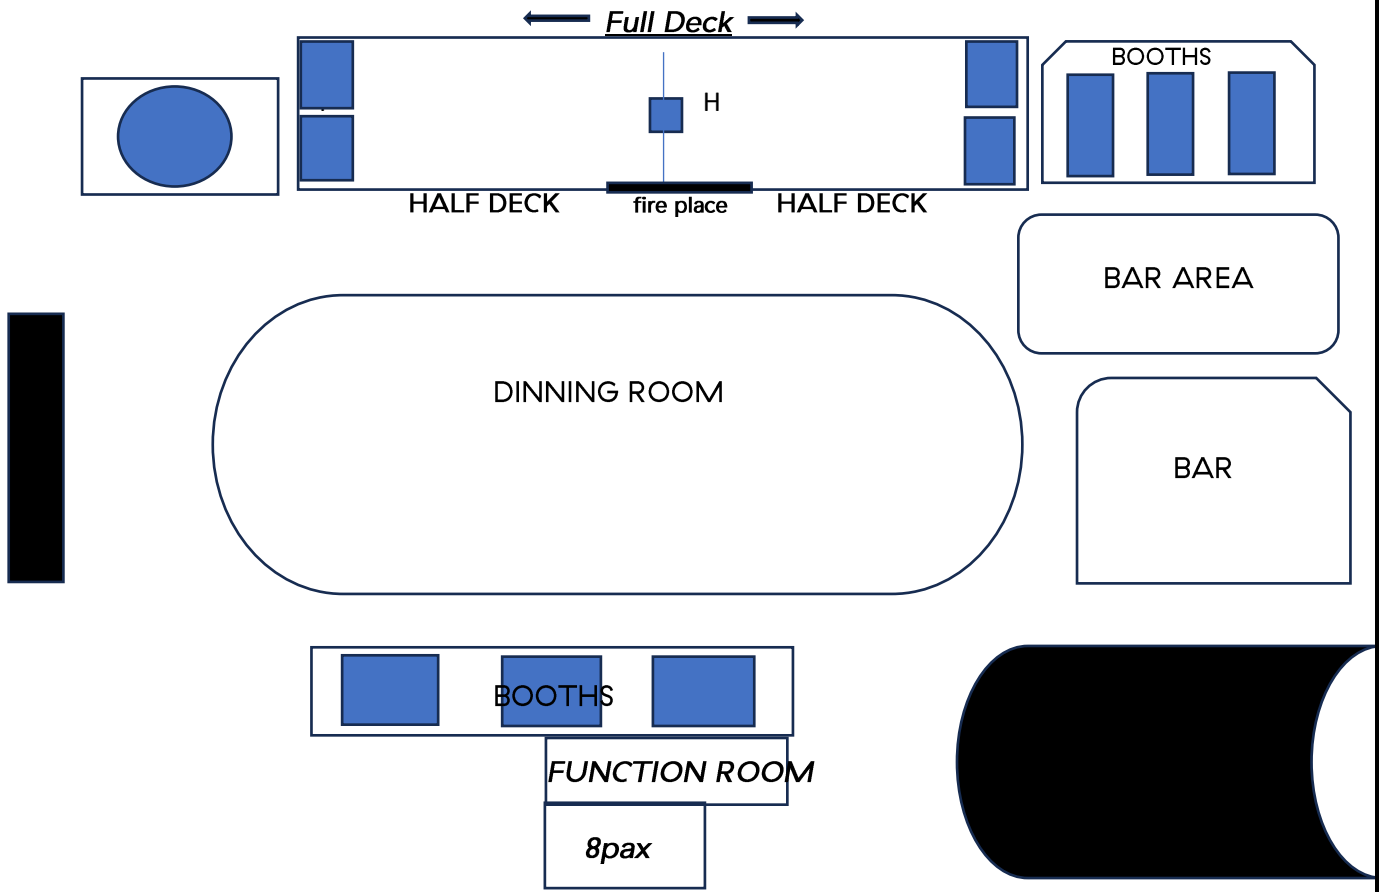 Full Deck
BOOTHS
H
HALF DECK
fire place
HALF DECK
BAR AREA
DINNING ROOM
BAR
BOOTHS
FUNCTION ROOM
8pax